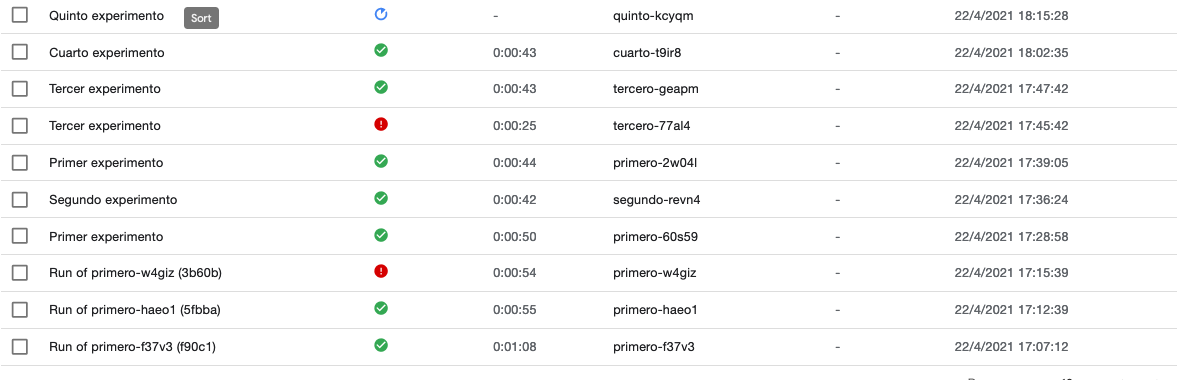 Quinto experimento Sort - quinto-kcyqm - 22/4/2021 18:15:28
Cuarto experimento 0:00:43 cuarto-t9ir8 - 22/4/2021 18:02:35
Tercer experimento 0:00:43 tercero-geapm - 22/4/2021 17:47:42
Tercer experimento 0:00:25 tercero-77al4 - 22/4/2021 17:45:42
Primer experimento 0:00:44 primero-2w04l - 22/4/2021 17:39:05
Segundo experimento 0:00:42 segundo-revn4 - 22/4/2021 17:36:24
Primer experimento 0:00:50 primero-60s59 - 22/4/2021 17:28:58
Run of primero-w4giz (3b60b) 0:00:54 primero-w4giz - 22/4/2021 17:15:39
Run of primero-haeo1 (5fbba) 0:00:55 primero-haeo1 - 22/4/2021 17:12:39
Run of primero-f37v3 (f90c1) 0:01:08 primero-f37v3 - 22/4/2021 17:07:12